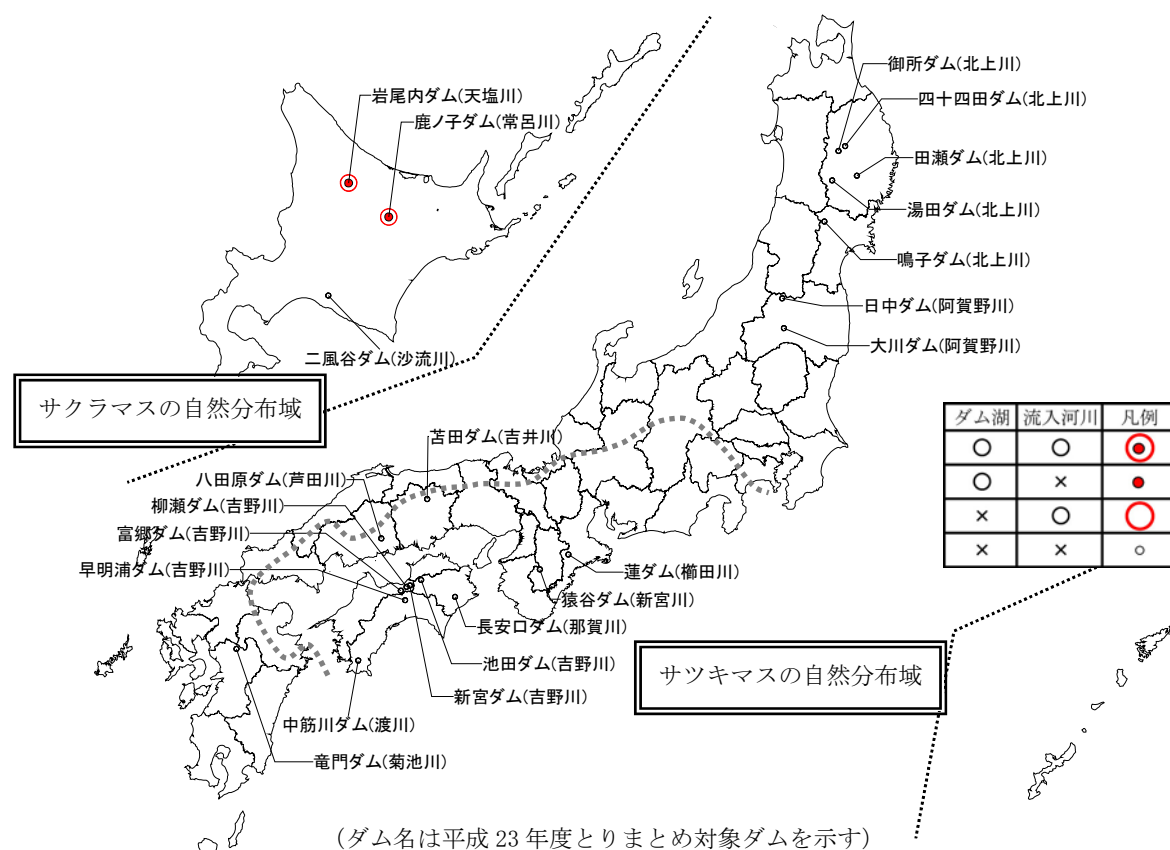 御所ダム(北上川)
岩尾内ダム(天塩川)
四十四田ダム(北上川)
鹿ノ子ダム(常呂川)
田瀬ダム(北上川)
湯田ダム(北上川)
鳴子ダム(北上川)
日中ダム(阿賀野川)
大川ダム(阿賀野川)
二風谷ダム(沙流川)
サクラマスの自然分布域
ダム湖 流入河川 凡例
○ ○
○ ×
× ○
× ×
苫田ダム(吉井川)
八田原ダム(芦田川)
柳瀬ダム(吉野川)
富郷ダム(吉野川)
早明浦ダム(吉野川)
蓮ダム(櫛田川)
猿谷ダム(新宮川)
長安口ダム(那賀川)
池田ダム(吉野川)
新宮ダム(吉野川)
サツキマスの自然分布域
中筋川ダム(渡川)
竜門ダム(菊池川)
(ダム名は平成 23 年度とりまとめ対象ダムを示す)